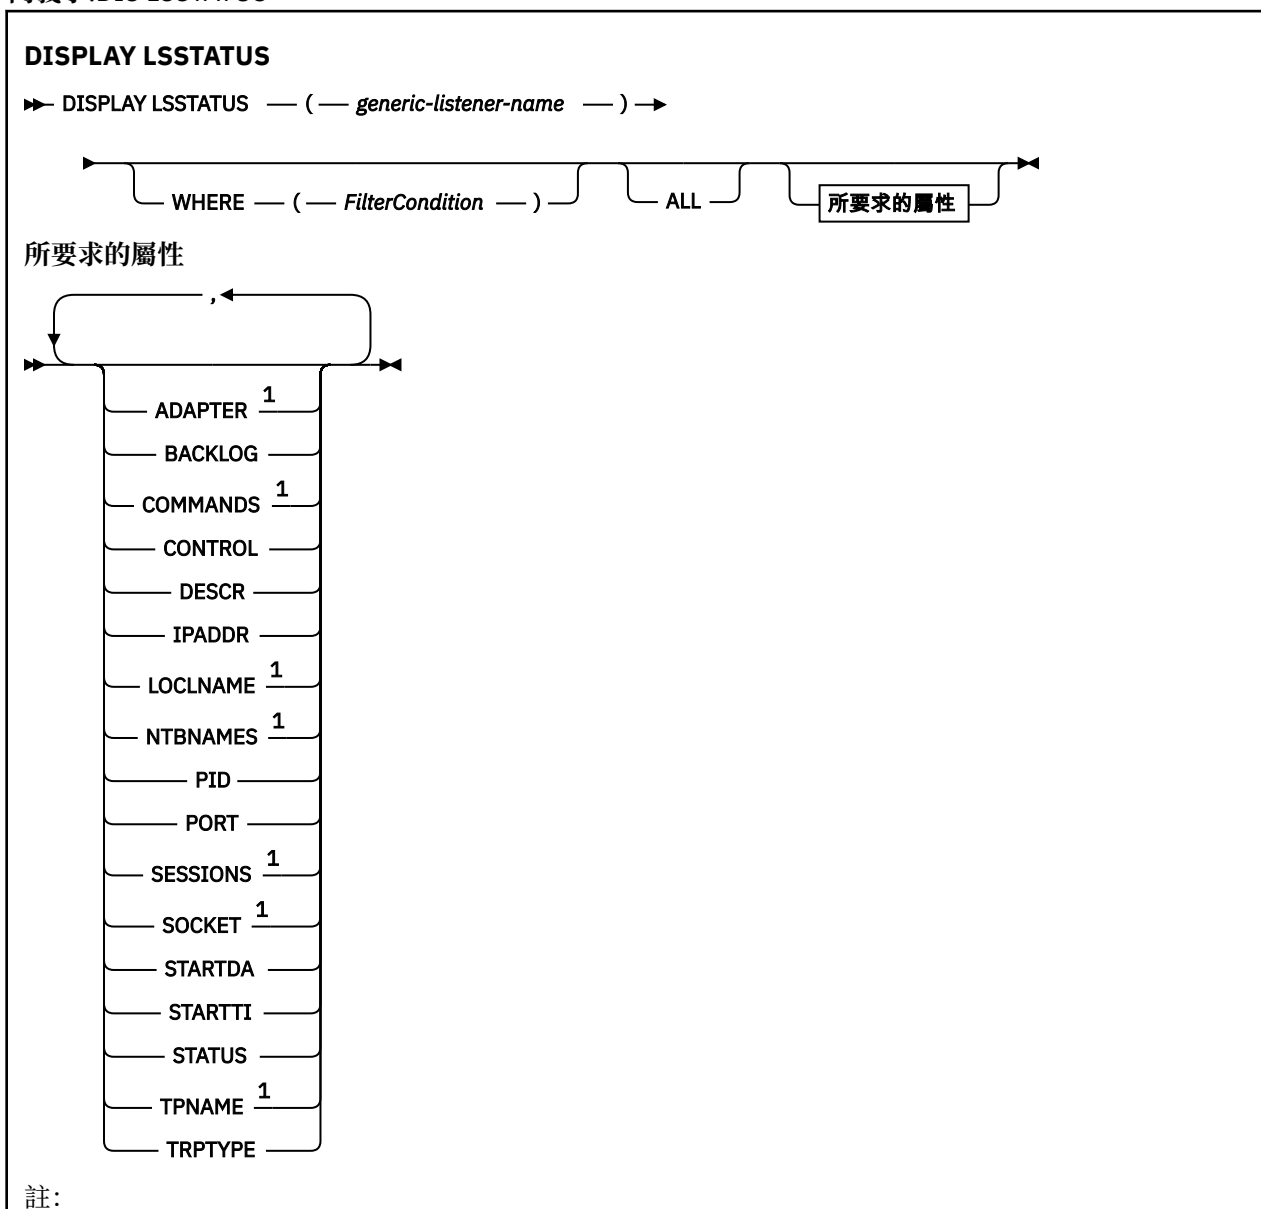 DISPLAY LSSTATUS
DISPLAY LSSTATUS ( generic-listener-name )
WHERE ( FilterCondition ) ALL 所要求的屬性
所要求的屬性
,
ADAPTER 1
BACKLOG
COMMANDS 1
CONTROL
DESCR
IPADDR
LOCLNAME 1
NTBNAMES 1
PID
PORT
SESSIONS 1
SOCKET 1
STARTDA
STARTTI
STATUS
TPNAME 1
TRPTYPE
註: